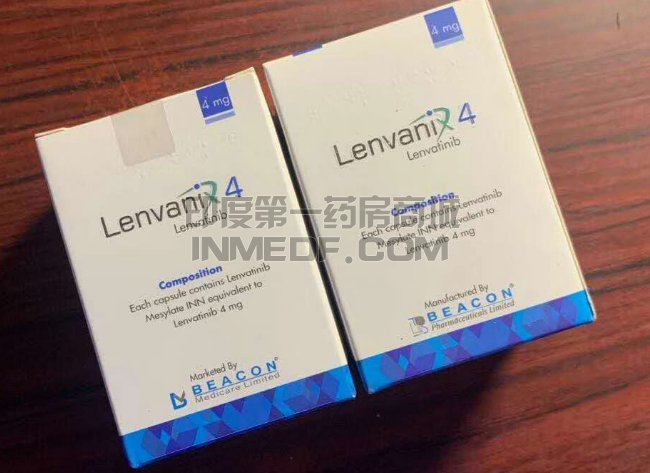 4 mg
LenvaniX 4
Lenvatinib
Composition
Each capsule contains Lenvatinib
Mesylate INN equivalent to
Lenvatinib 4 mg
Marketed By
BEACON®
Medicare Limited
4 mg
LenvaniX 4
Lenvatinib
Composition
Each capsule contains Lenvatinib
Mesylate INN equivalent to
Lenvatinib 4 mg
Manufactured By
BEACON®
Pharmaceuticals Limited
印度第一药房商城
INMEDF.COM